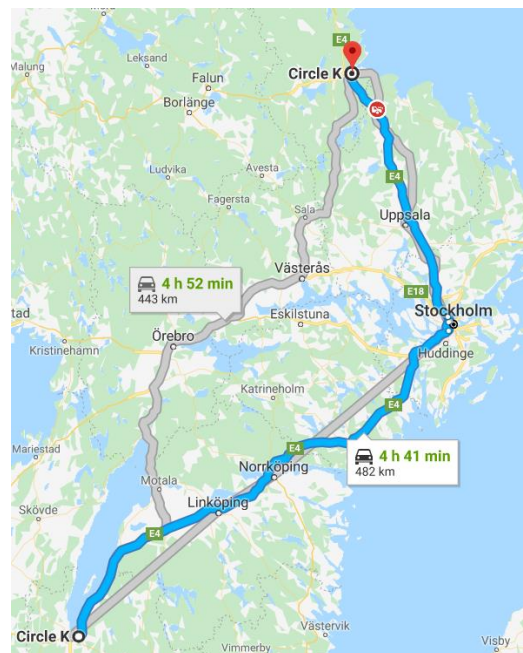 E4
Malung
Leksand
Circle K
Falun
Borlänge
Ludvika
Avesta
E4
Fagersta
Sala
Uppsala
Västerås
4 h 52 min
443 km
E18
Stockholm
Eskilstuna
stad
Örebro
Kristinehamn
Huddinge
Katrineholm
E4
Mariestad
E4
4 h 41 min
482 km
Norrköping
Motala
Skövde
Linköping
E4
Circle K
Västervik
Vimmerby
Visby